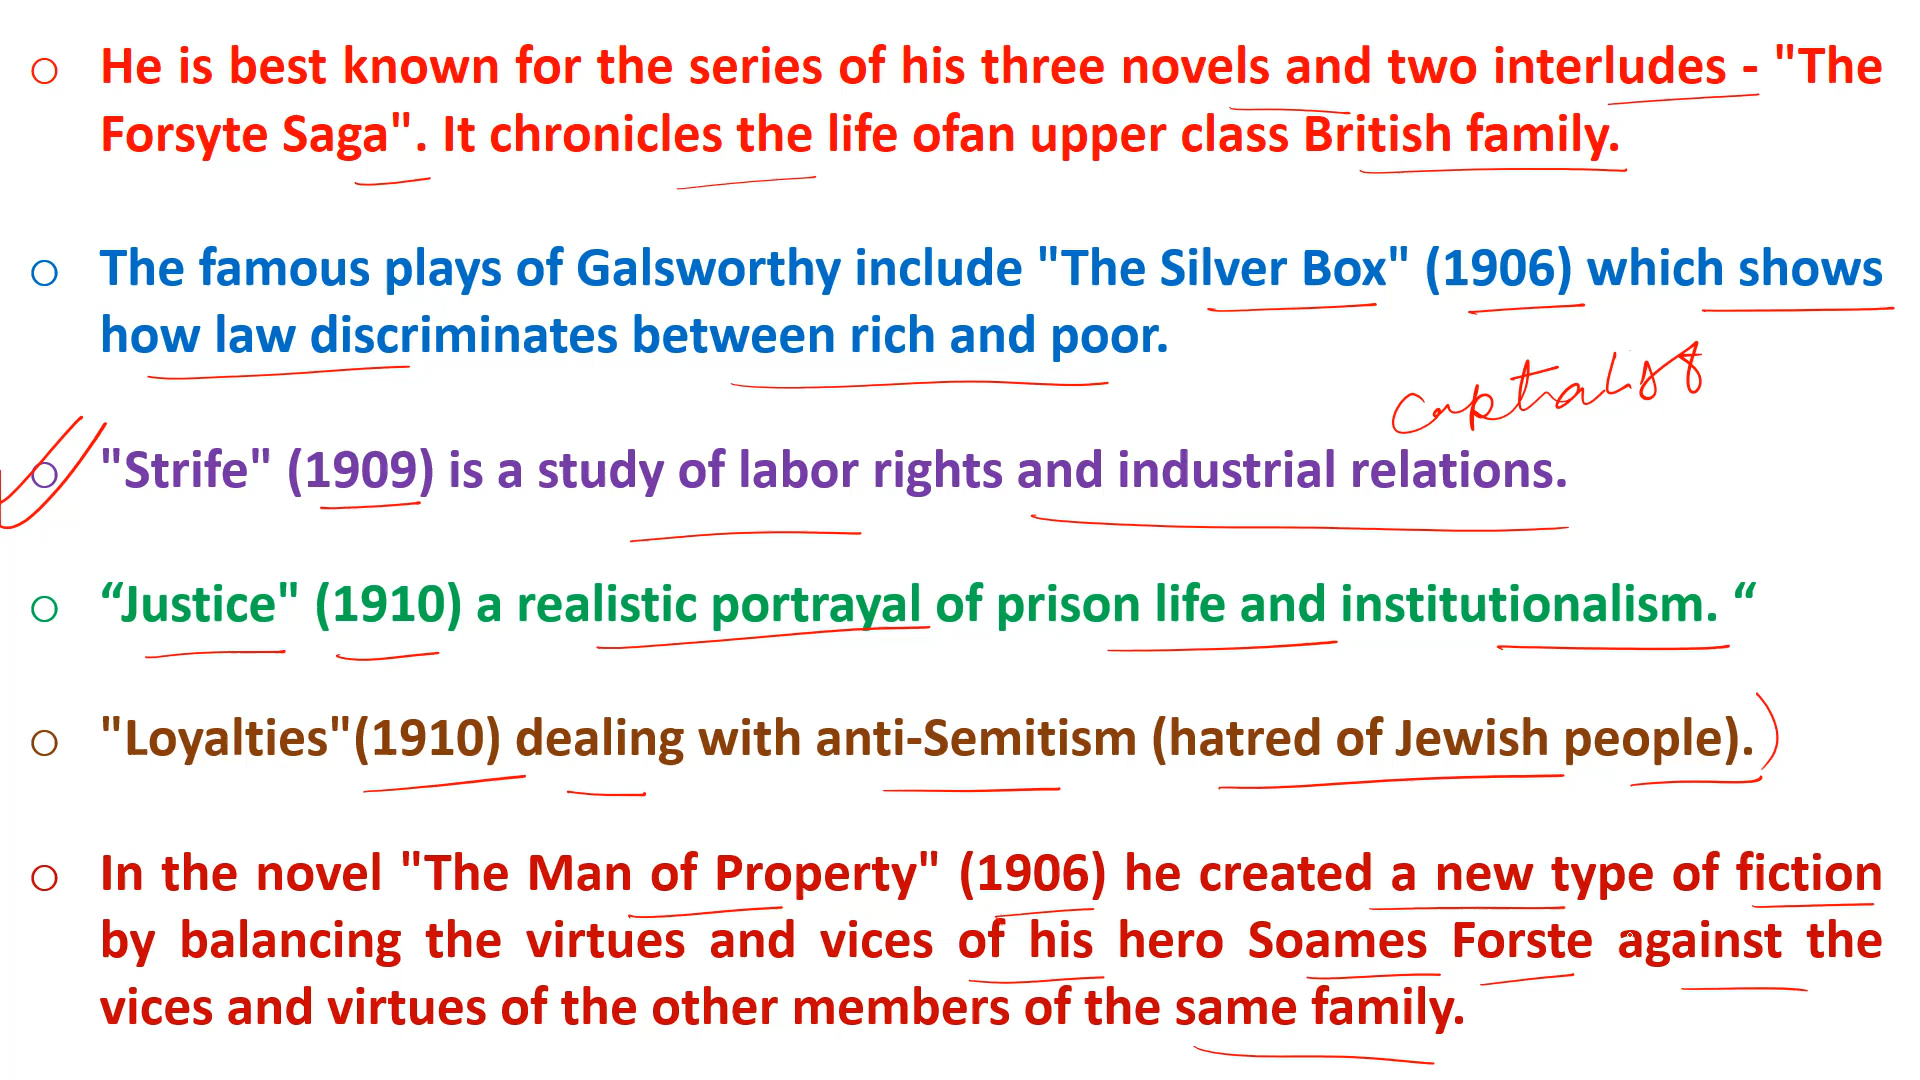 He is best known for the series of his three novels and two interludes - "The
Forsyte Saga". It chronicles the life ofan upper class British family.
The famous plays of Galsworthy include "The Silver Box" (1906) which shows
how law discriminates between rich and poor.
"Strife" (1909) is a study of labor rights and industrial relations.
“Justice" (1910) a realistic portrayal of prison life and institutionalism. “
"Loyalties"(1910) dealing with anti-Semitism (hatred of Jewish people).
In the novel "The Man of Property" (1906) he created a new type of fiction
by balancing the virtues and vices of his hero Soames Forste against the
vices and virtues of the other members of the same family.